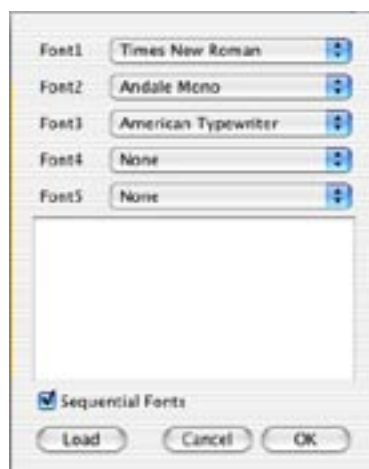 Font1 Times New Roman
Font2 Andale Mono
Font3 American Typewriter
Font4 None
Font5 None
Sequential Fonts
Load Cancel OK